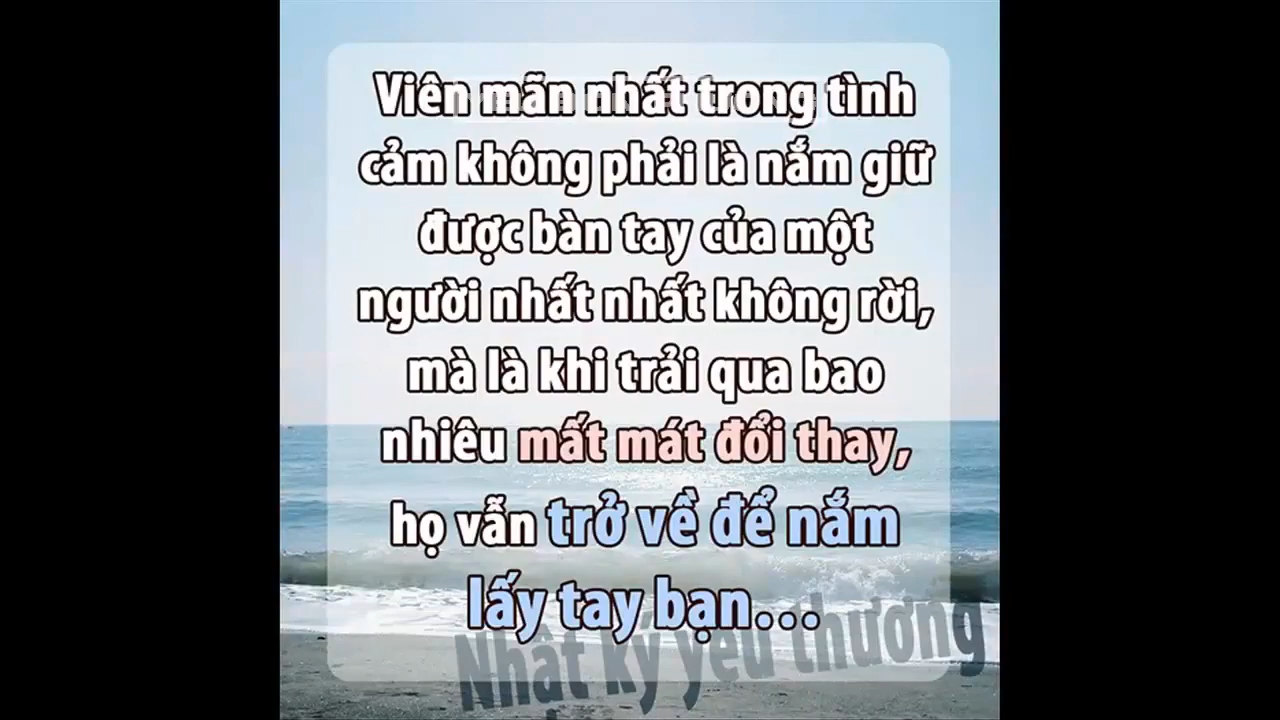 Viên mãn nhất trong tình
cảm không phải là nắm giữ
được bàn tay của một
người nhất nhất không rời,
mà là khi trải qua bao
nhiêu mất mát đổi thay,
họ vẫn trở về để nắm
lấy tay bạn...
Nhật ký yêu thương